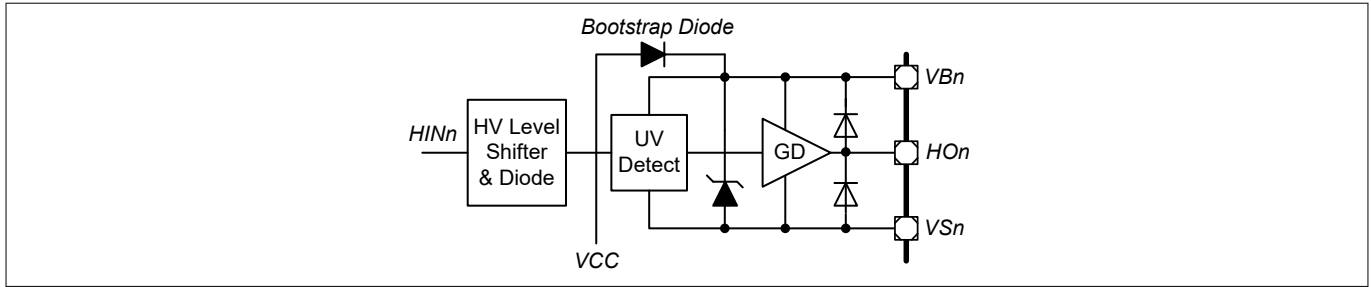 Bootstrap Diode
VBn
HINn
HV Level
Shifter
& Diode
UV
Detect
GD
HOn
VSn
VCC